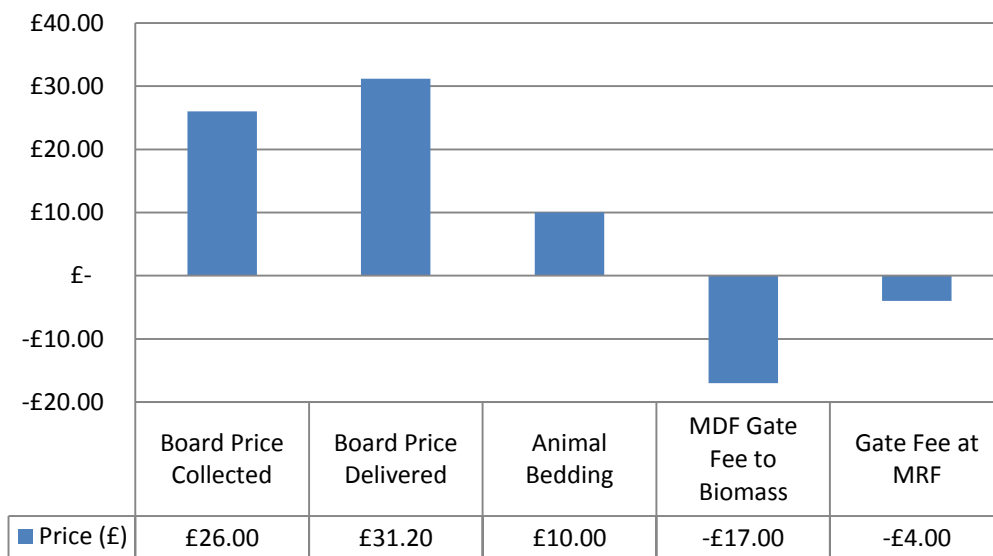 £40.00
£30.00
£20.00
£10.00
£-
-£10.00
-£20.00
Board Price
Collected
Board Price
Delivered
Animal
Bedding
MDF Gate
Fee to
Biomass
Gate Fee at
MRF
Price (£) £26.00 £31.20 £10.00 -£17.00 -£4.00